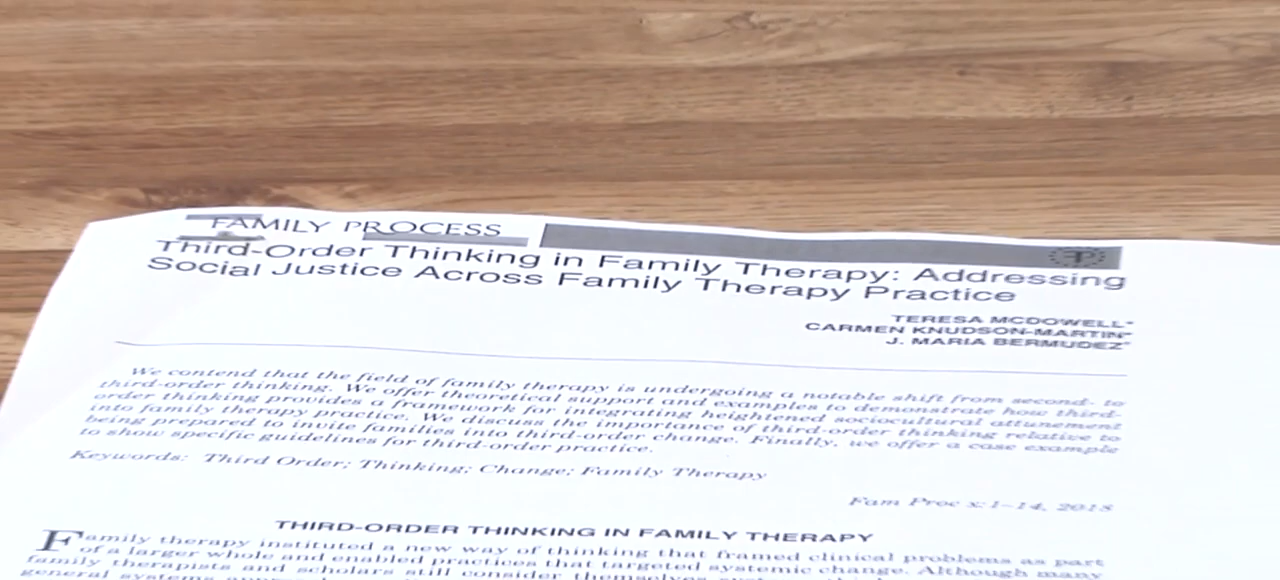 FAMILY PROCESS
FP
Third-Order Thinking in Family Therapy: Addressing
Social Justice Across Family Therapy Practice
TERESA MCDOWELL*
CARMEN KNUDSON-MARTIN*
J. MARIA BERMUDEZ*
We contend that the field of family therapy is undergoing a notable shift from second- to
third-order thinking. We offer theoretical support and examples to demonstrate how third-
order thinking provides a framework for integrating heightened sociocultural attunement
into family therapy practice. We discuss the importance of third-order thinking relative to
being prepared to invite families into third-order change. Finally, we offer a case example
to show specific guidelines for third-order practice.
Keywords: Third Order; Thinking; Change; Family Therapy
Fam Proc x:1–14, 2018
THIRD-ORDER THINKING IN FAMILY THERAPY
Family therapy instituted a new way of thinking that framed clinical problems as part
of a larger whole and enabled practices that targeted systemic change. Although many
family therapists and scholars still consider themselves
general systems